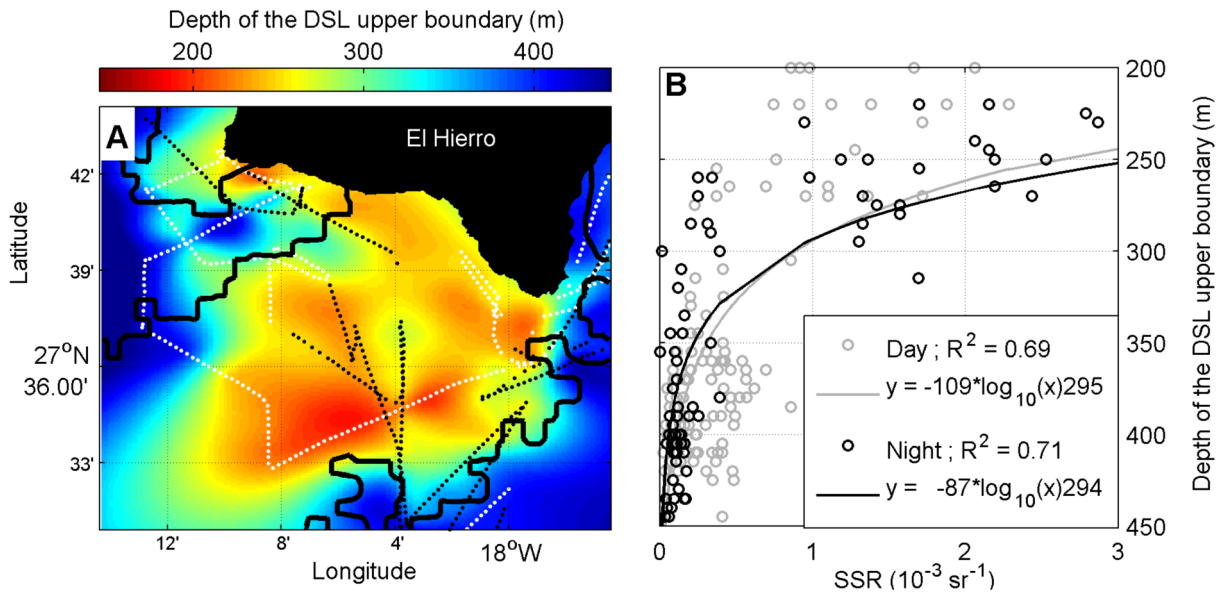 Depth of the DSL upper boundary (m)
200 300 400
A
El Hierro
42'
39'
27°N
36.00'
33'
Latitude
12' 8' 4' 18°W
Longitude
B
200
250
300
350
400
450
Depth of the DSL upper boundary (m)
Day ; R² = 0.69
y = -109*log₁₀(x)295
Night ; R² = 0.71
y = -87*log₁₀(x)294
0 1 2 3
SSR (10⁻³ sr⁻¹)